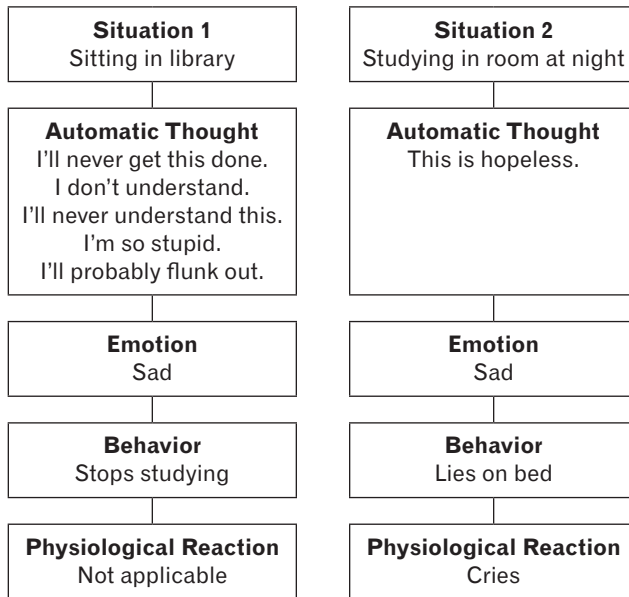 Situation 1
Sitting in library
Automatic Thought
I’ll never get this done.
I don’t understand.
I’ll never understand this.
I’m so stupid.
I’ll probably flunk out.
Emotion
Sad
Behavior
Stops studying
Physiological Reaction
Not applicable
Situation 2
Studying in room at night
Automatic Thought
This is hopeless.
Emotion
Sad
Behavior
Lies on bed
Physiological Reaction
Cries